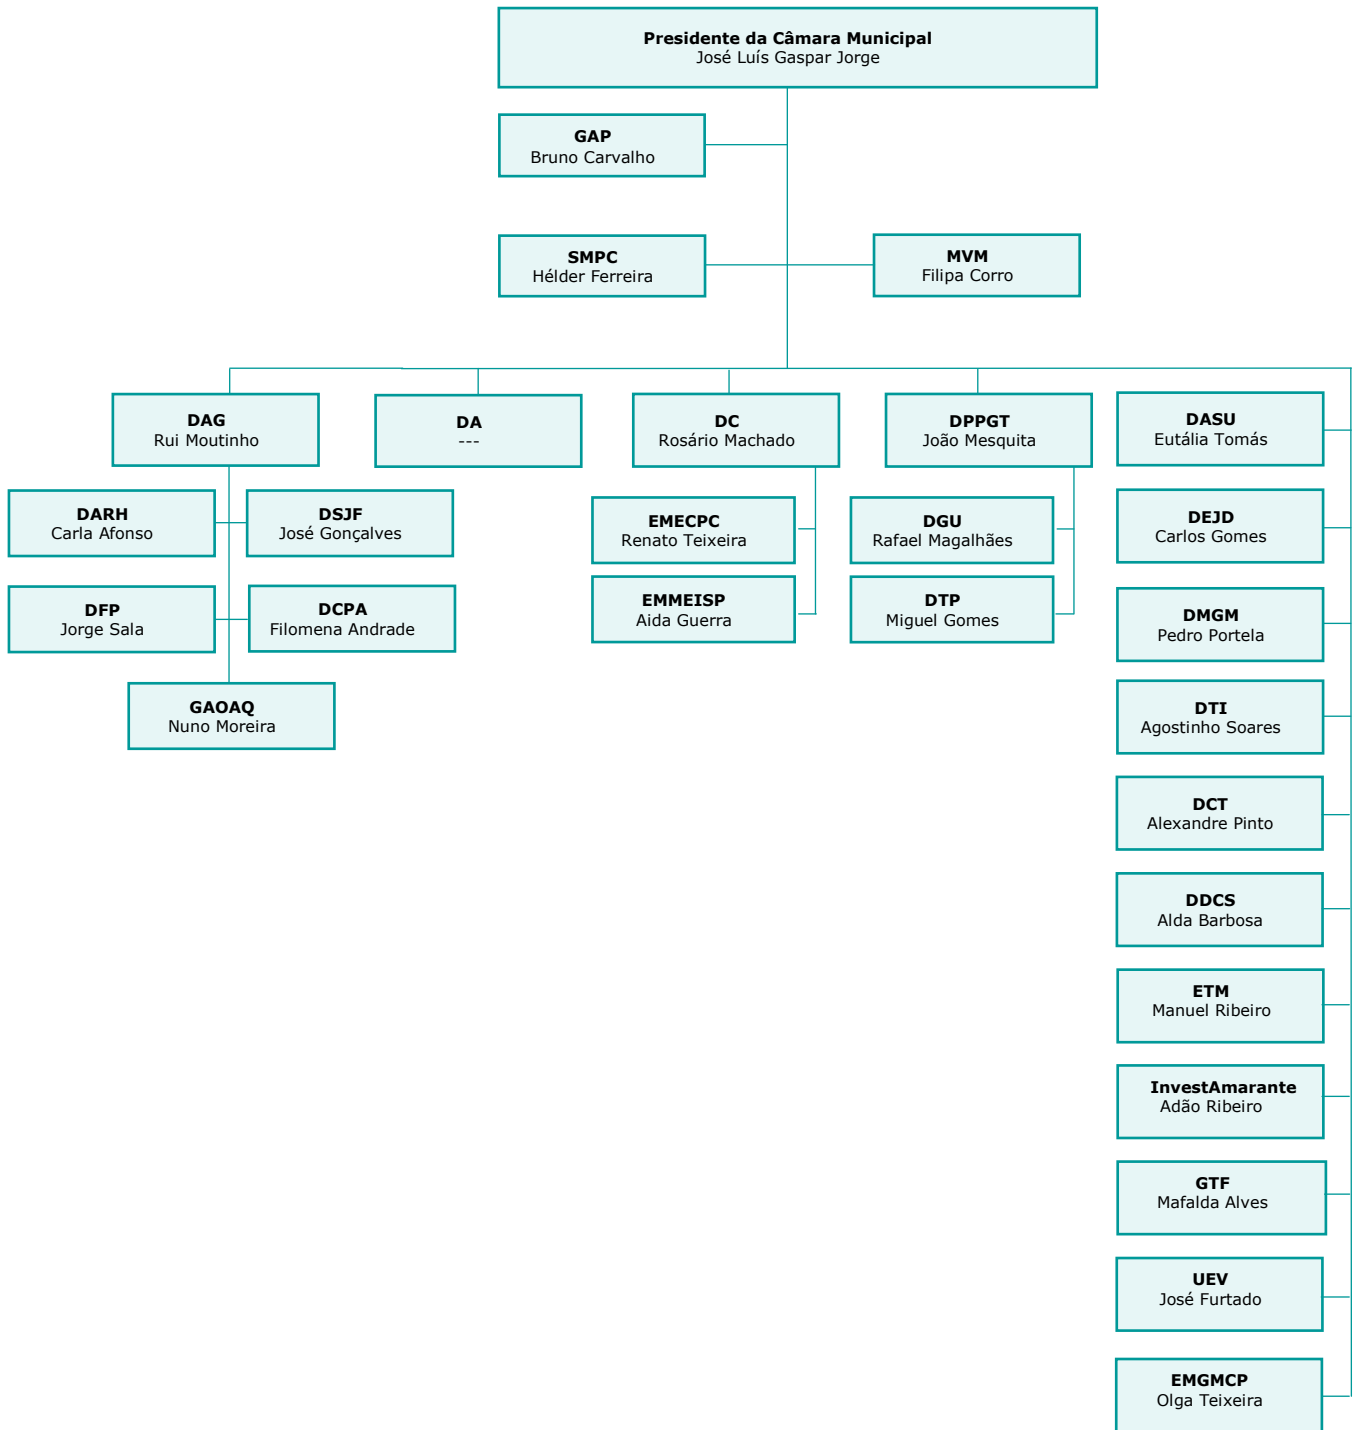 Presidente da Câmara Municipal
José Luís Gaspar Jorge
GAP
Bruno Carvalho
SMPC
Hélder Ferreira
MVM
Filipa Corro
DAG
Rui Moutinho
DA
---
DC
Rosário Machado
DPPGT
João Mesquita
DARH
Carla Afonso
DSJF
José Gonçalves
DFP
Jorge Sala
DCPA
Filomena Andrade
GAOAQ
Nuno Moreira
EMECPC
Renato Teixeira
EMMEISP
Aida Guerra
DGU
Rafael Magalhães
DTP
Miguel Gomes
DASU
Eutália Tomás
DEJD
Carlos Gomes
DMGM
Pedro Portela
DTI
Agostinho Soares
DCT
Alexandre Pinto
DDCS
Alda Barbosa
ETM
Manuel Ribeiro
InvestAmarante
Adão Ribeiro
GTF
Mafalda Alves
UEV
José Furtado
EMGMCP
Olga Teixeira